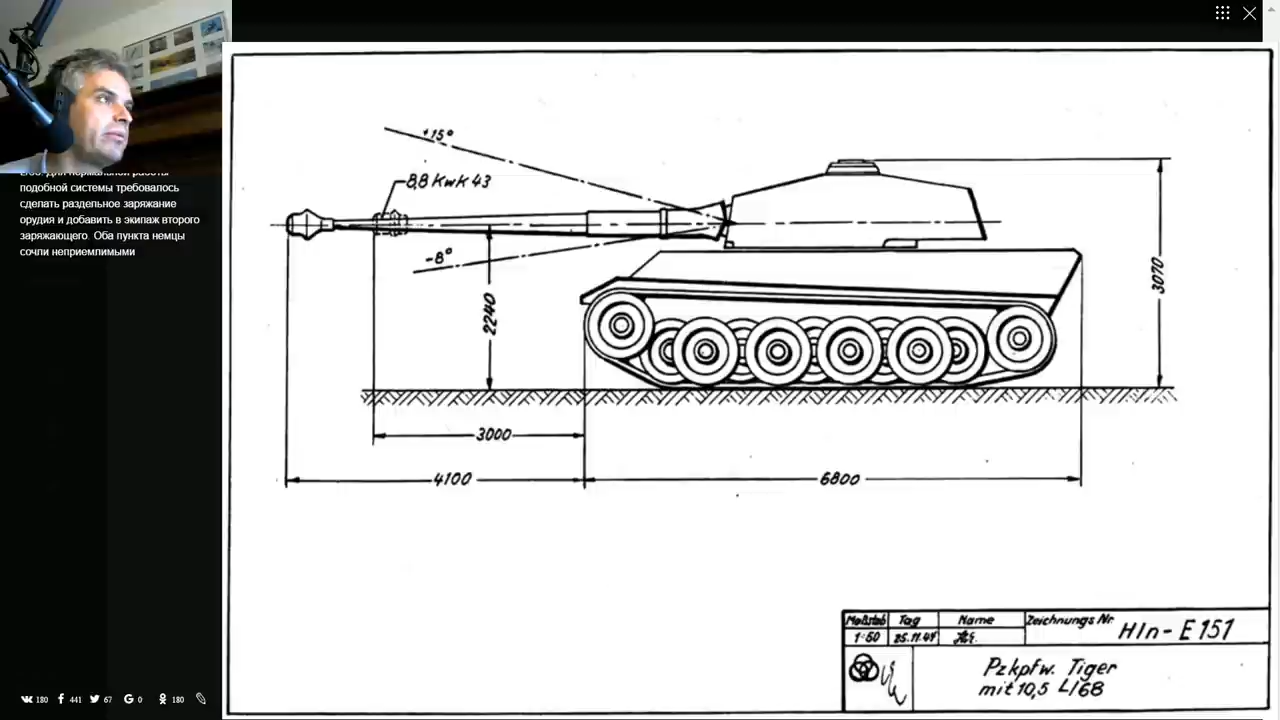 подобной системы требовалось
сделать раздельное заряжание
орудия и добавить в экипаж второго
заряжающего. Оба пункта немцы
сочли неприемлимыми
180
441
67
0
180
+15°
8,8 KwK 43
-8°
2240
3070
3000
4100
6800
Maßstab
Tag
Name
Zeichnungs Nr.
1:50
25.11.44
Hln-E 151
Pzkpfw. Tiger
mit 10,5 L/68